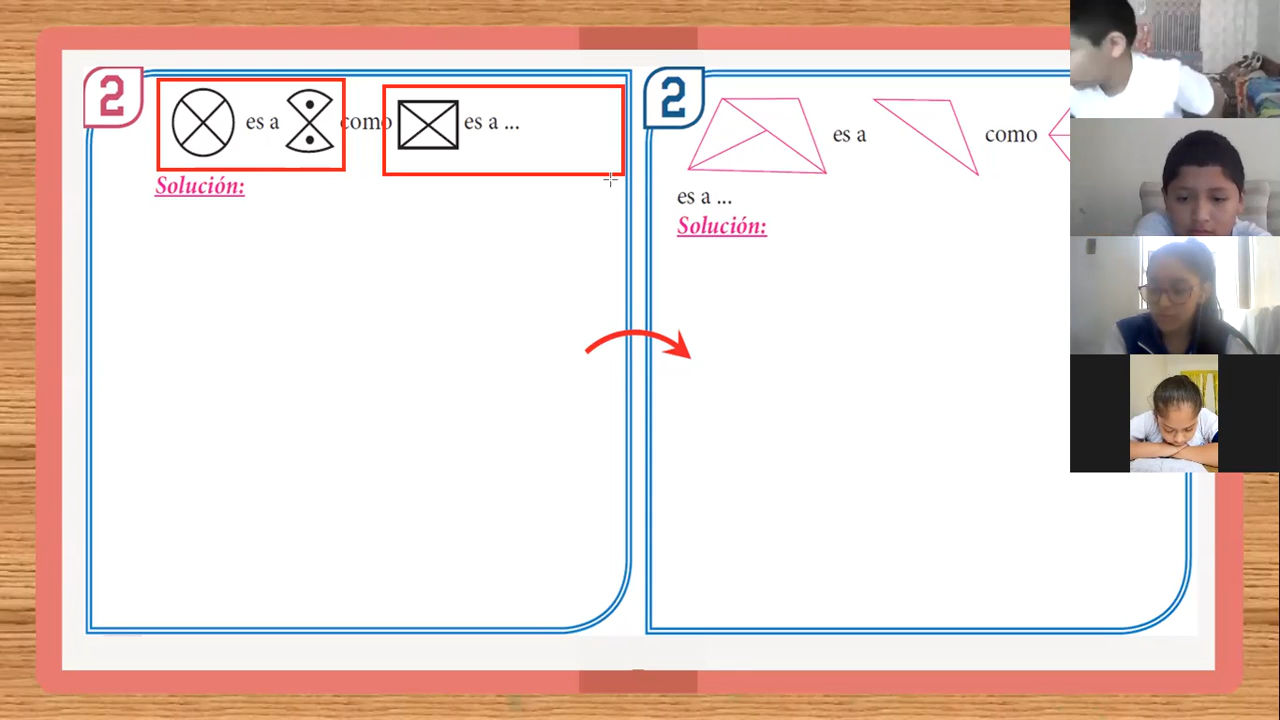 2
es a como es a ...
Solución:
2
es a como
es a ...
Solución: